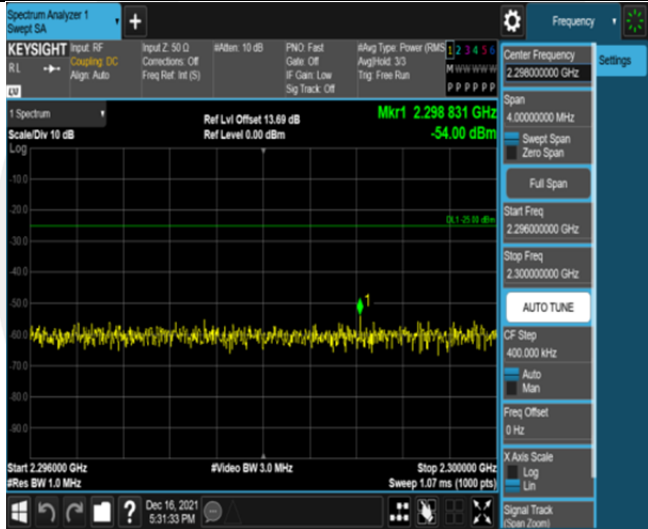 Spectrum Analyzer 1
Swept SA
Frequency
KEYSIGHT
RL
Input: RF
Coupling: DC
Align: Auto
Input Z: 50 Ω
Corrections: Off
Freq Ref: Int (S)
#Atten: 10 dB
PNO: Fast
Gate: Off
IF Gain: Low
Sig Track: Off
#Avg Type: Power (RMS
Avg|Hold: 3/3
Trig: Free Run
1 2 3 4 5 6
M W W W W W
P P P P P P
1 Spectrum
Scale/Div 10 dB
Ref Lvl Offset 13.69 dB
Ref Level 0.00 dBm
Mkr1 2.298 831 GHz
-54.00 dBm
Log
-10.0
-20.0
DL1 -25.00 dBm
-30.0
-40.0
-50.0
1
-60.0
-70.0
-80.0
-90.0
Start 2.296000 GHz
#Res BW 1.0 MHz
#Video BW 3.0 MHz
Stop 2.300000 GHz
Sweep 1.07 ms (1000 pts)
Dec 16, 2021
5:31:33 PM
Center Frequency
2.298000000 GHz
Settings
Span
4.00000000 MHz
Swept Span
Zero Span
Full Span
Start Freq
2.296000000 GHz
Stop Freq
2.300000000 GHz
AUTO TUNE
CF Step
400.000 kHz
Auto
Man
Freq Offset
0 Hz
X Axis Scale
Log
Lin
Signal Track
(Span Zoom)